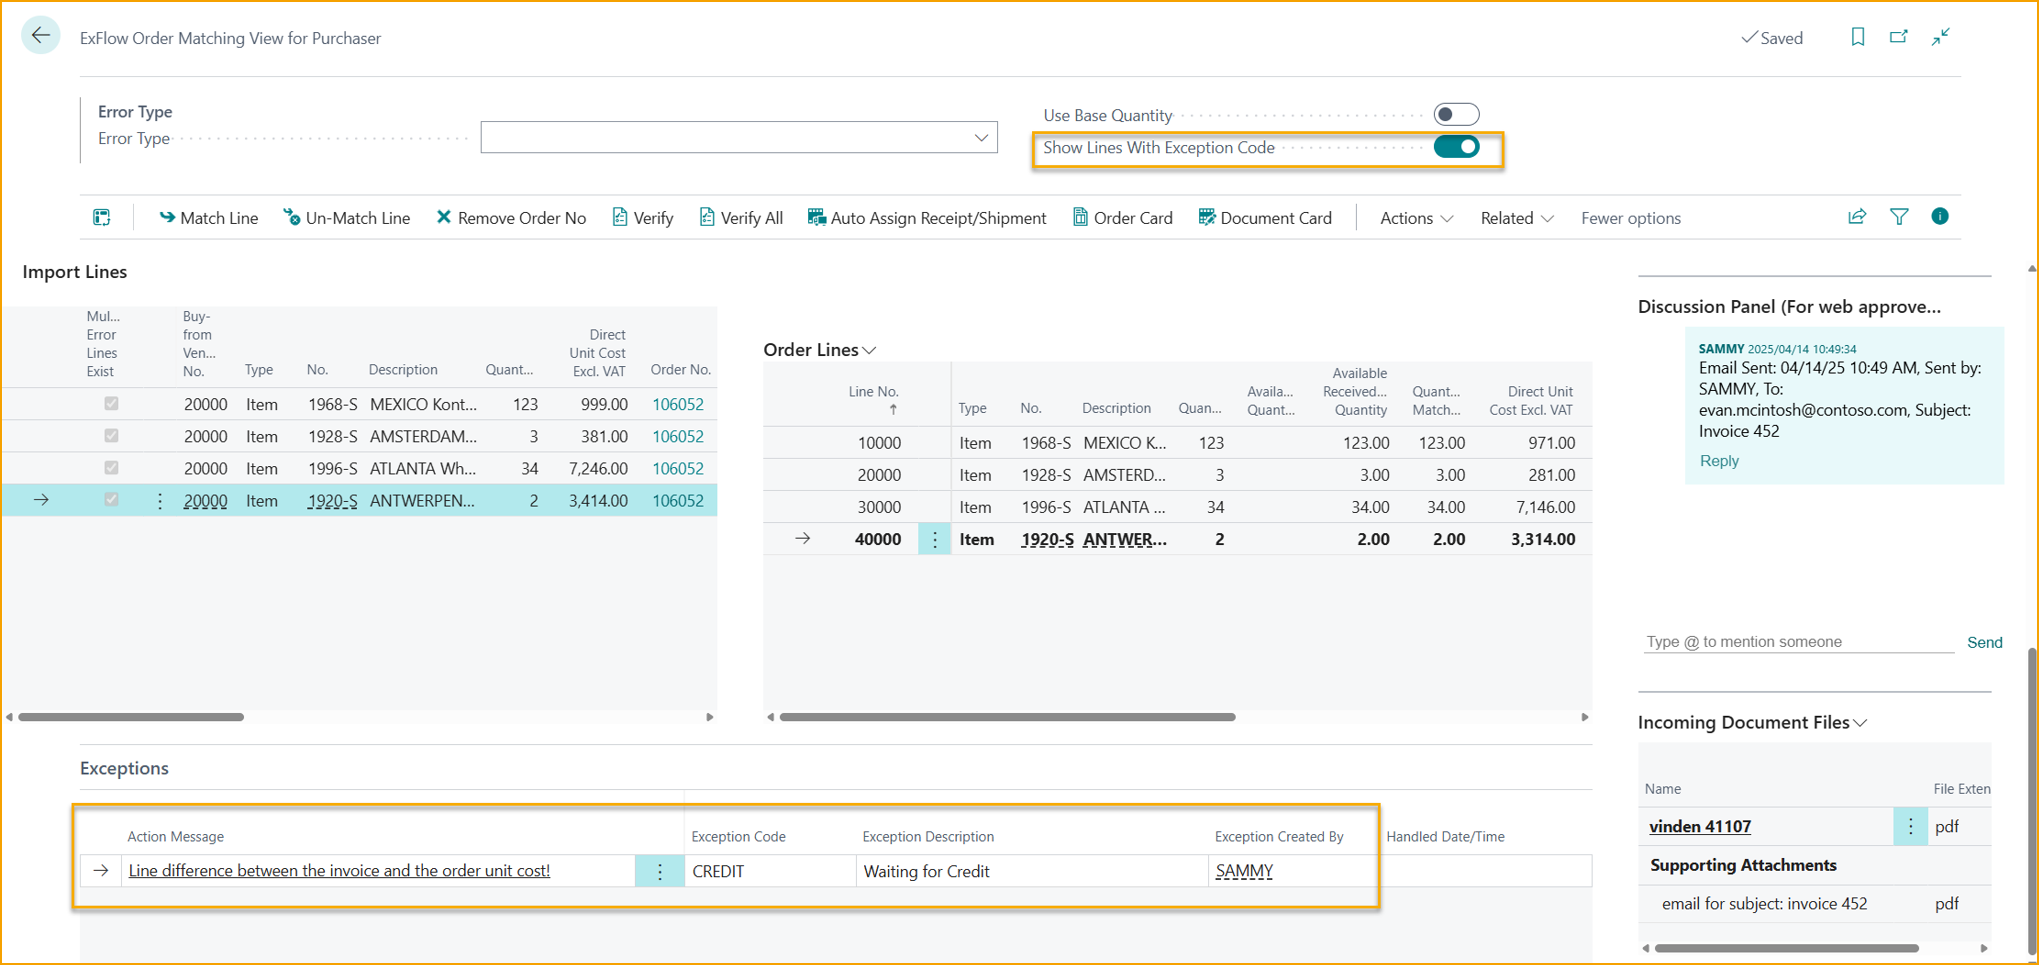 ExFlow Order Matching View for Purchaser
Saved
Error Type
Error Type
Use Base Quantity
Show Lines With Exception Code
Match Line
Un-Match Line
Remove Order No
Verify
Verify All
Auto Assign Receipt/Shipment
Order Card
Document Card
Actions
Related
Fewer options
Import Lines
Mul... Error Lines Exist
Buy-from Ven... No.
Type
No.
Description
Quant...
Direct Unit Cost Excl. VAT
Order No.
20000 Item 1968-S MEXICO Kont... 123 999.00 106052
20000 Item 1928-S AMSTERDAM... 3 381.00 106052
20000 Item 1996-S ATLANTA Wh... 34 7,246.00 106052
20000 Item 1920-S ANTWERPEN... 2 3,414.00 106052
Order Lines
Line No.
Type
No.
Description
Quan...
Availa... Quant...
Available Received... Quantity
Quant... Match...
Direct Unit Cost Excl. VAT
10000 Item 1968-S MEXICO K... 123 123.00 123.00 971.00
20000 Item 1928-S AMSTERD... 3 3.00 3.00 281.00
30000 Item 1996-S ATLANTA ... 34 34.00 34.00 7,146.00
40000 Item 1920-S ANTWER... 2 2.00 2.00 3,314.00
Discussion Panel (For web approve...
SAMMY 2025/04/14 10:49:34
Email Sent: 04/14/25 10:49 AM, Sent by:
SAMMY, To:
evan.mcintosh@contoso.com, Subject:
Invoice 452
Reply
Type @ to mention someone
Send
Incoming Document Files
Name
File Exten
vinden 41107 pdf
Supporting Attachments
email for subject: invoice 452 pdf
Exceptions
Action Message
Exception Code
Exception Description
Exception Created By
Handled Date/Time
Line difference between the invoice and the order unit cost! CREDIT Waiting for Credit SAMMY